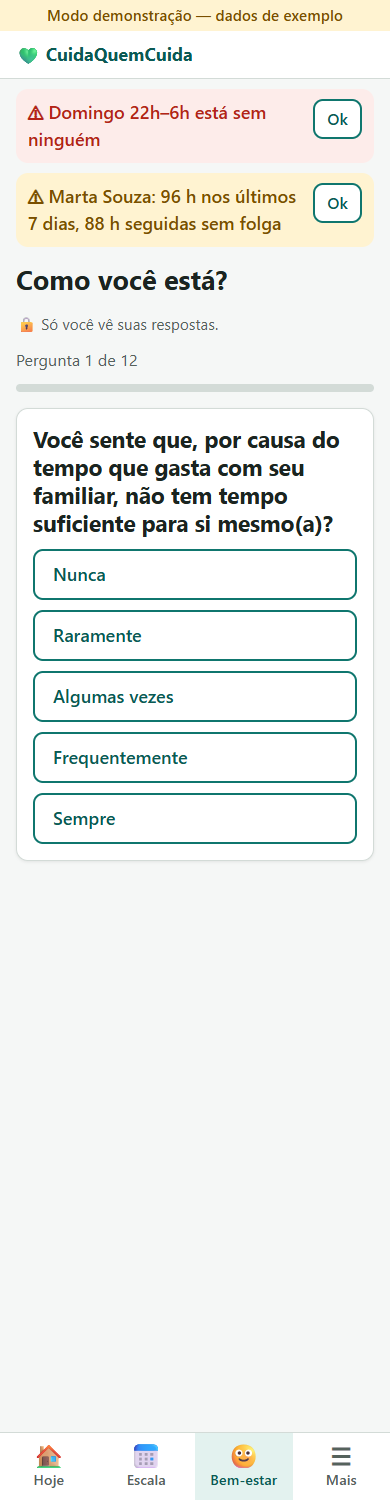 Modo demonstração — dados de exemplo
CuidaQuemCuida
⚠ Domingo 22h–6h está sem
ninguém
Ok
⚠ Marta Souza: 96 h nos últimos
7 dias, 88 h seguidas sem folga
Ok
Como você está?
🔒 Só você vê suas respostas.
Pergunta 1 de 12
Você sente que, por causa do
tempo que gasta com seu
familiar, não tem tempo
suficiente para si mesmo(a)?
Nunca
Raramente
Algumas vezes
Frequentemente
Sempre
Hoje
Escala
Bem-estar
Mais